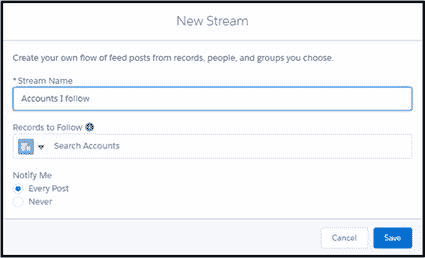 New Stream
Create your own flow of feed posts from records, people, and groups you choose.
* Stream Name
Accounts I follow
Records to Follow
Search Accounts
Notify Me
Every Post
Never
Cancel Save